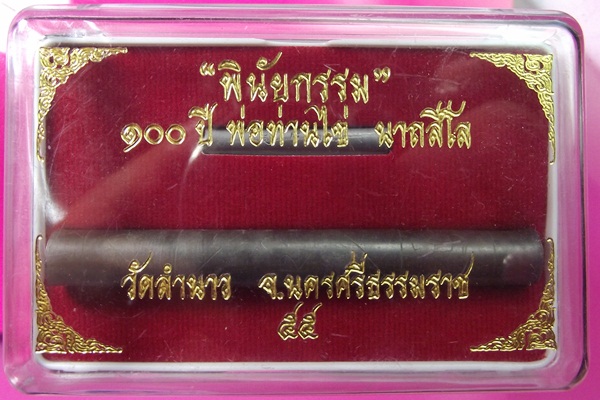 “พินัยกรรม”
๑๐๐ ปี พ่อท่านไข่ นาถสีโล
วัดลำนาว จ.นครศรีธรรมราช
๕๕